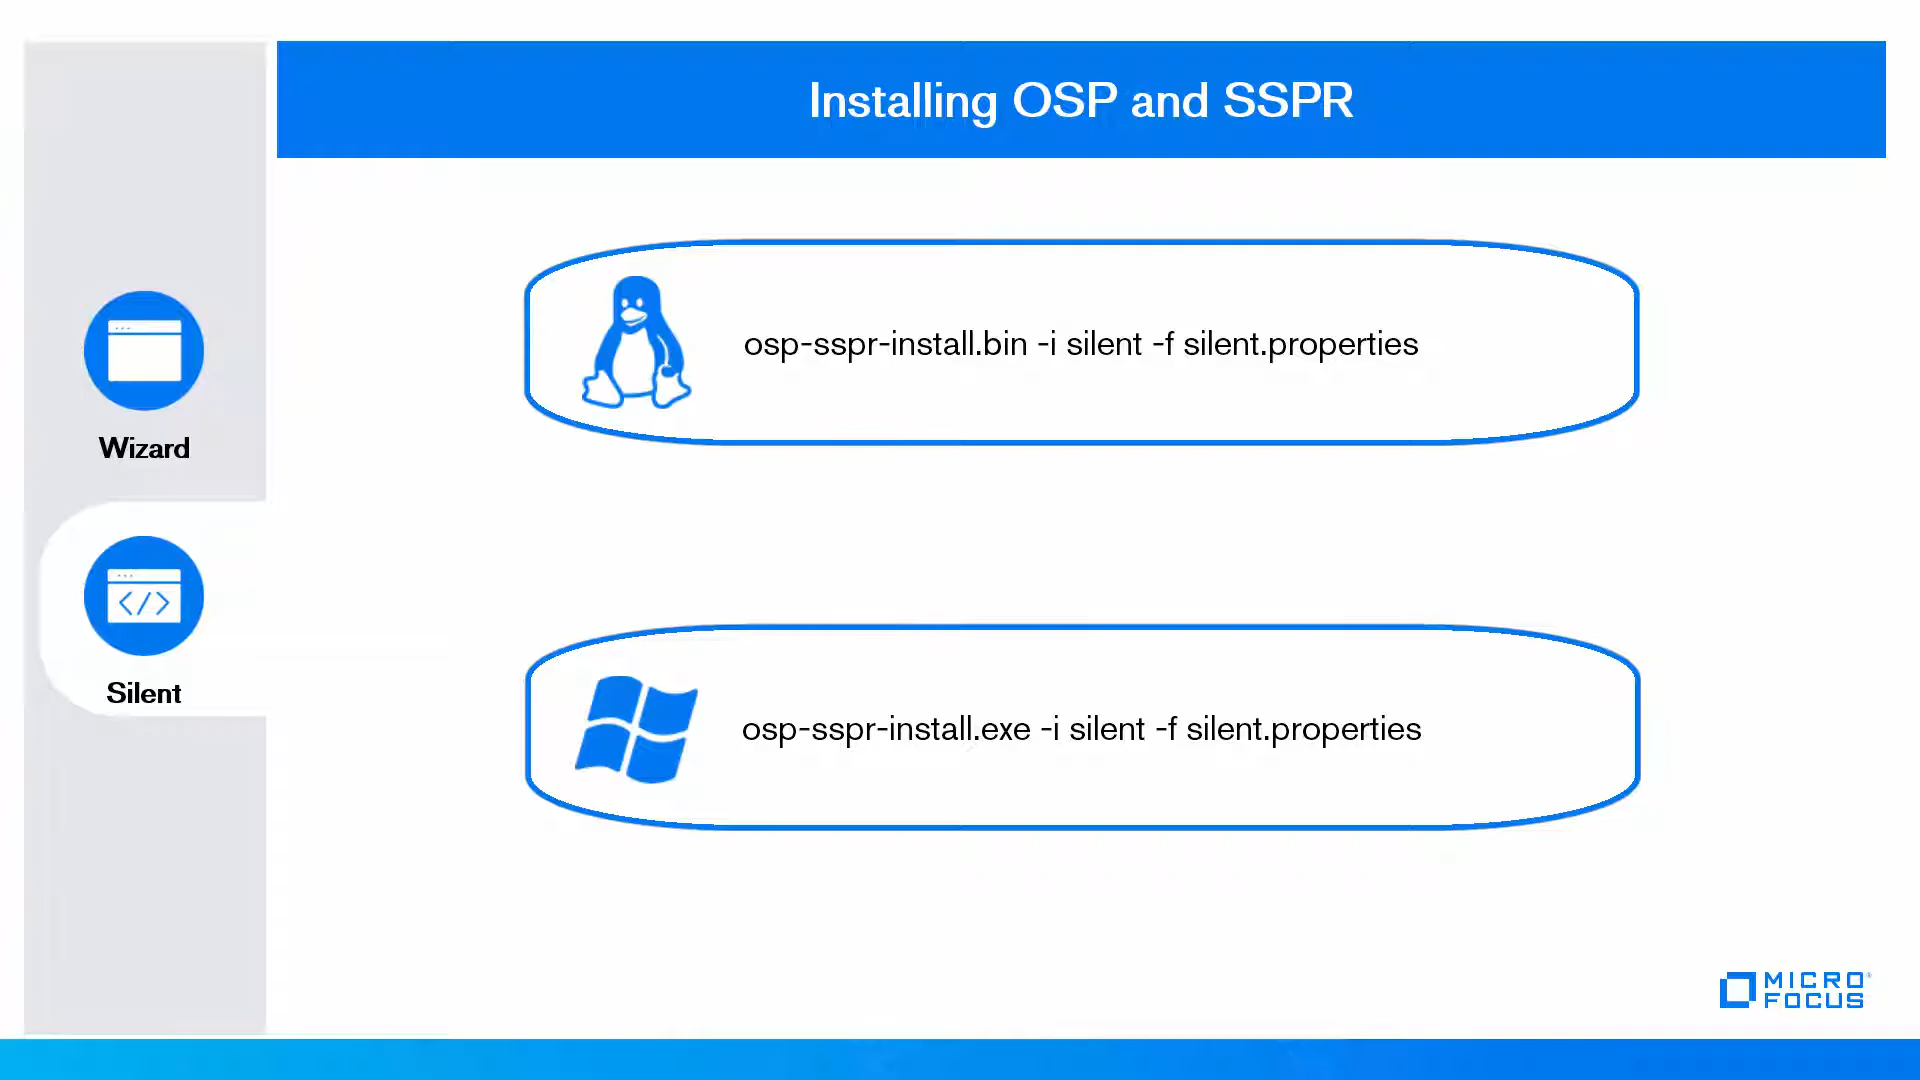 Installing OSP and SSPR
Wizard
Silent
osp-sspr-install.bin -i silent -f silent.properties
osp-sspr-install.exe -i silent -f silent.properties
MICRO
FOCUS